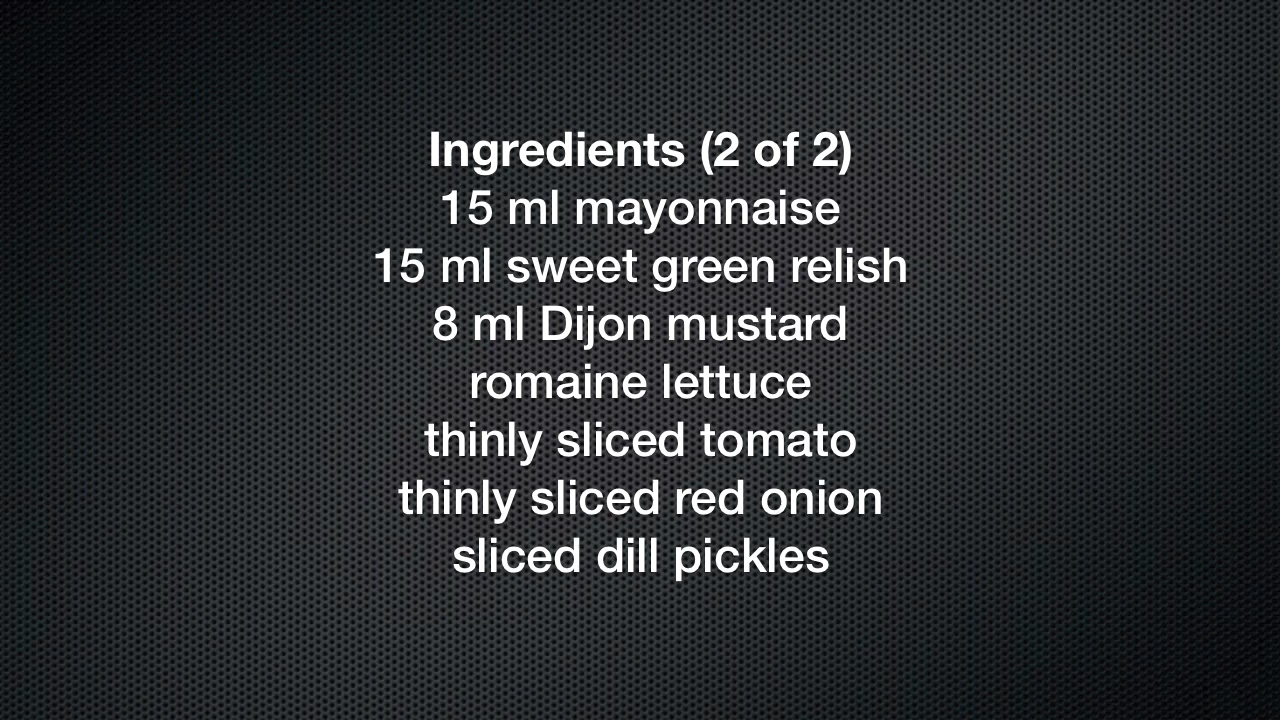 Ingredients (2 of 2)
15 ml mayonnaise
15 ml sweet green relish
8 ml Dijon mustard
romaine lettuce
thinly sliced tomato
thinly sliced red onion
sliced dill pickles